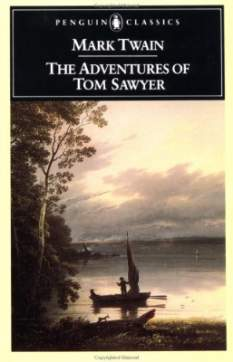 PENGUIN CLASSICS
MARK TWAIN
THE ADVENTURES OF
TOM SAWYER